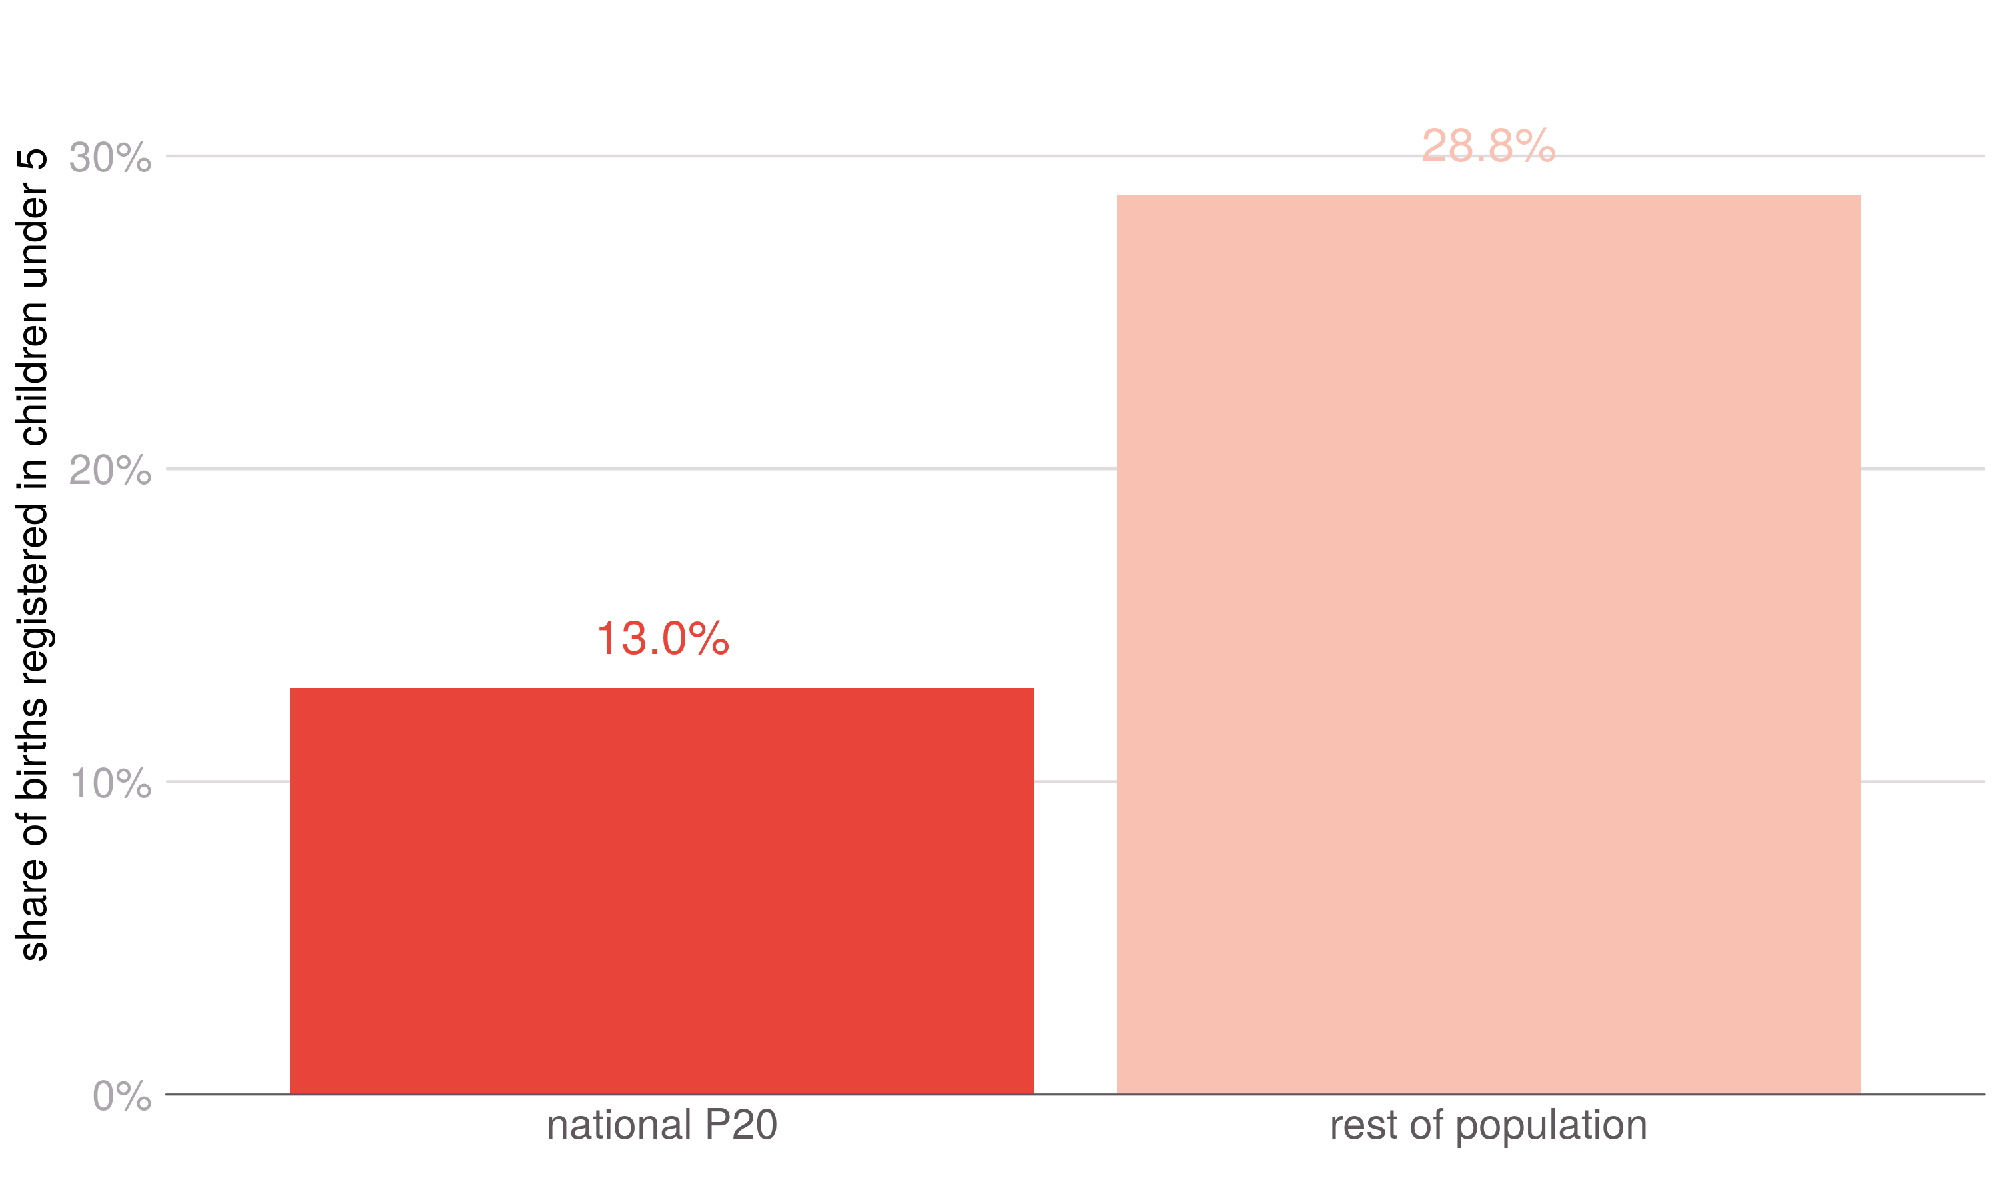 share of births registered in children under 5
30%
20%
10%
0%
28.8%
13.0%
national P20
rest of population